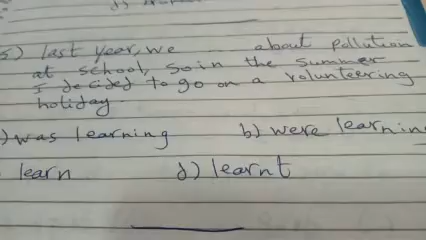 5) last year, we about pollution
at school, so in the summer
I decided to go on a volunteering
holiday
) was learning b) were learnin
learn d) learnt